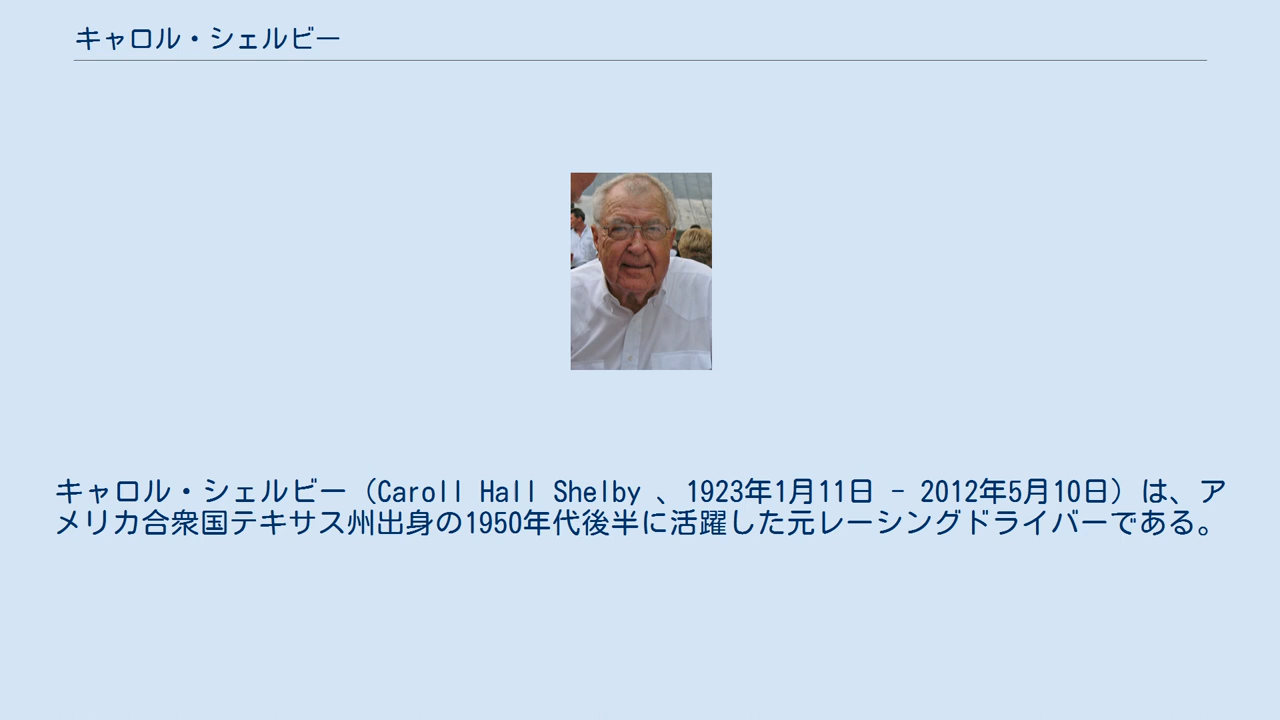 キャロル・シェルビー
キャロル・シェルビー（Caroll Hall Shelby 、1923年1月11日 - 2012年5月10日）は、ア
メリカ合衆国テキサス州出身の1950年代後半に活躍した元レーシングドライバーである。